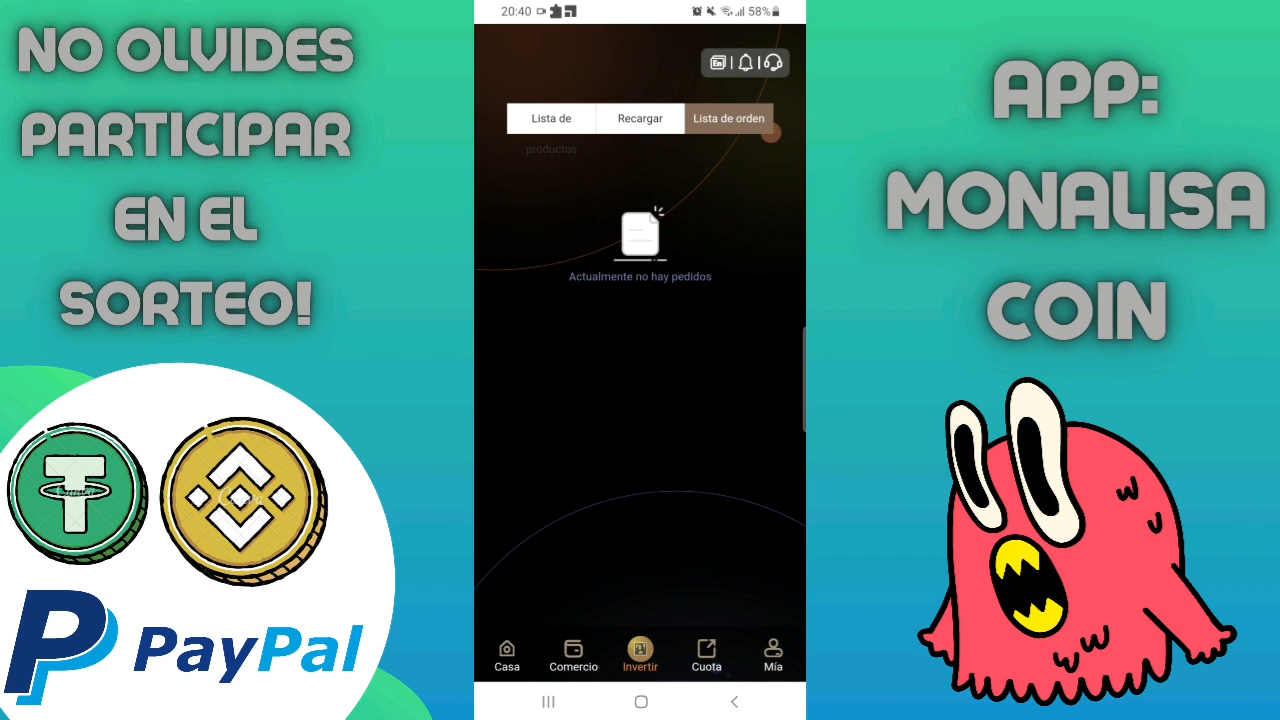 NO OLVIDES
PARTICIPAR
EN EL
SORTEO!
PayPal
20:40
58%
En
Lista de
productos
Recargar
Lista de orden
Actualmente no hay pedidos
Casa
Comercio
Invertir
Cuota
Mía
APP:
MONALISA
COIN